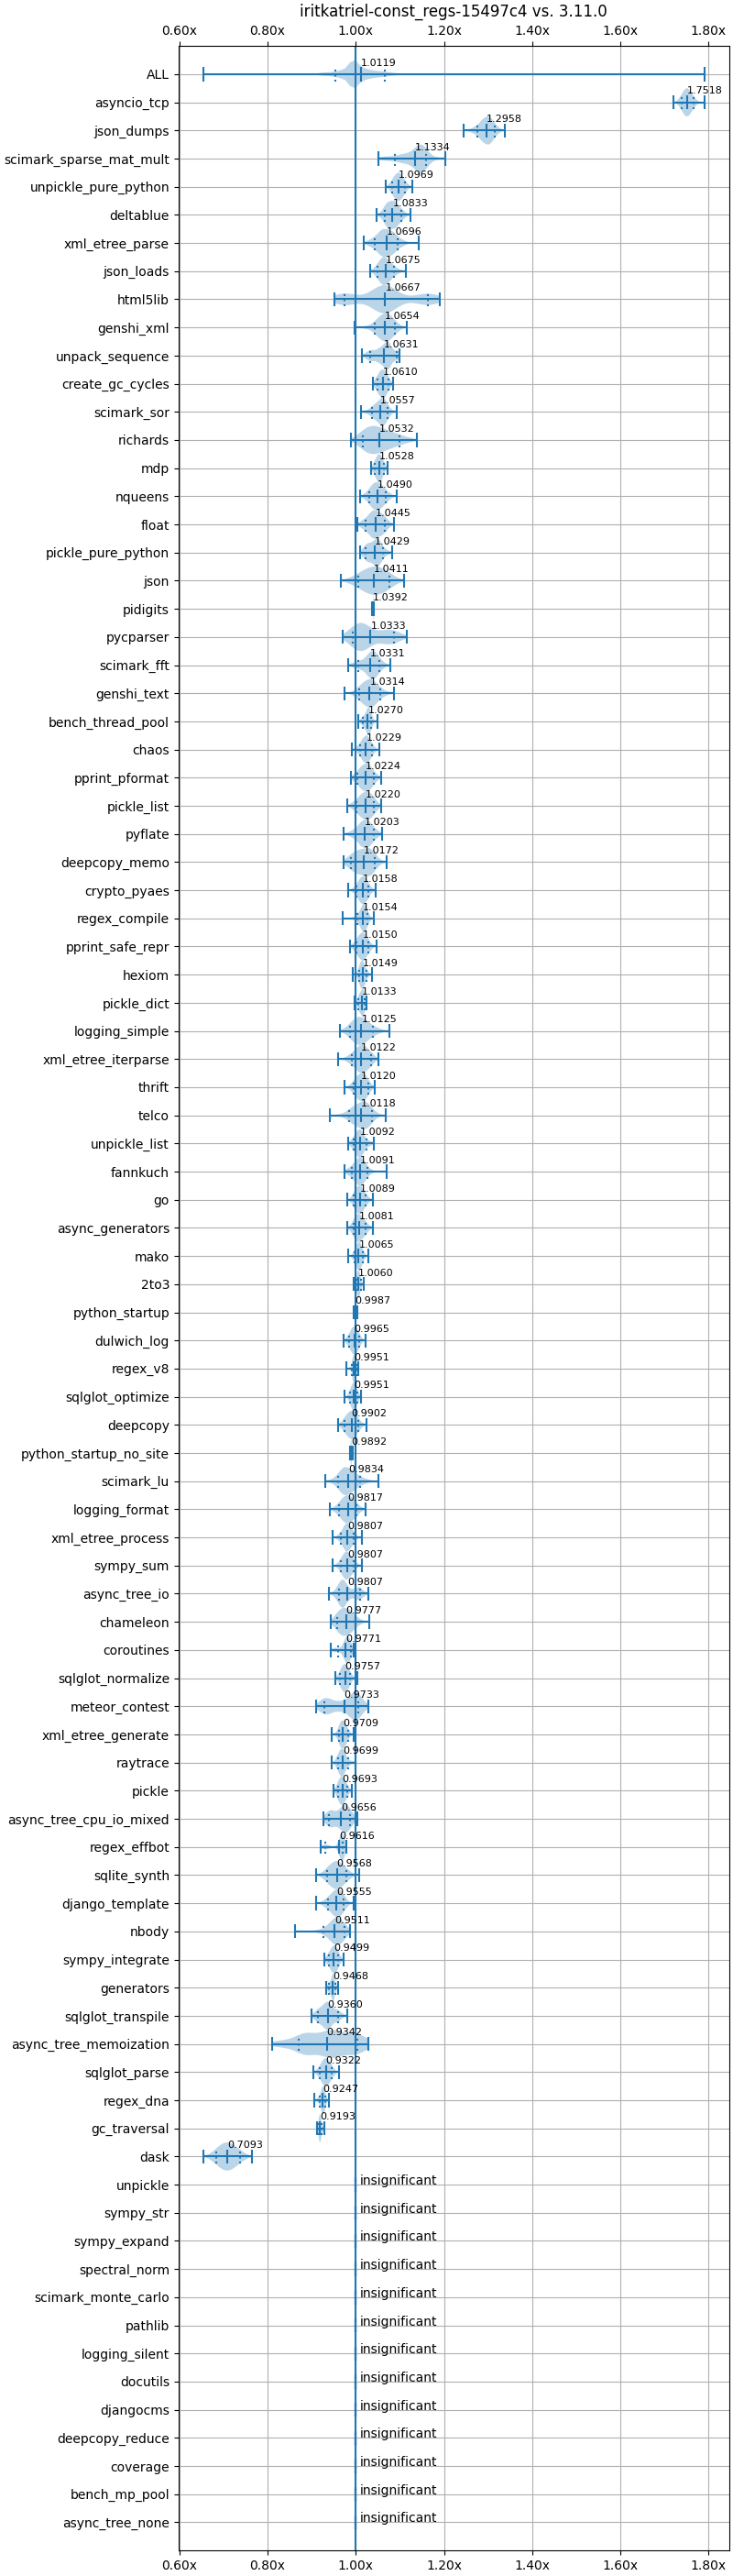 iritkatriel-const_regs-15497c4 vs. 3.11.0
0.60x 0.80x 1.00x 1.20x 1.40x 1.60x 1.80x
ALL 1.0119
asyncio_tcp 1.7518
json_dumps 1.2958
scimark_sparse_mat_mult 1.1334
unpickle_pure_python 1.0969
deltablue 1.0833
xml_etree_parse 1.0696
json_loads 1.0675
html5lib 1.0667
genshi_xml 1.0654
unpack_sequence 1.0631
create_gc_cycles 1.0610
scimark_sor 1.0557
richards 1.0532
mdp 1.0528
nqueens 1.0490
float 1.0445
pickle_pure_python 1.0429
json 1.0411
pidigits 1.0392
pycparser 1.0333
scimark_fft 1.0331
genshi_text 1.0314
bench_thread_pool 1.0270
chaos 1.0229
pprint_pformat 1.0224
pickle_list 1.0220
pyflate 1.0203
deepcopy_memo 1.0172
crypto_pyaes 1.0158
regex_compile 1.0154
pprint_safe_repr 1.0150
hexiom 1.0149
pickle_dict 1.0133
logging_simple 1.0125
xml_etree_iterparse 1.0122
thrift 1.0120
telco 1.0118
unpickle_list 1.0092
fannkuch 1.0091
go 1.0089
async_generators 1.0081
mako 1.0065
2to3 1.0060
python_startup 0.9987
dulwich_log 0.9965
regex_v8 0.9951
sqlglot_optimize 0.9951
deepcopy 0.9902
python_startup_no_site 0.9892
scimark_lu 0.9834
logging_format 0.9817
xml_etree_process 0.9807
sympy_sum 0.9807
async_tree_io 0.9807
chameleon 0.9777
coroutines 0.9771
sqlglot_normalize 0.9757
meteor_contest 0.9733
xml_etree_generate 0.9709
raytrace 0.9699
pickle 0.9693
async_tree_cpu_io_mixed 0.9656
regex_effbot 0.9616
sqlite_synth 0.9568
django_template 0.9555
nbody 0.9511
sympy_integrate 0.9499
generators 0.9468
sqlglot_transpile 0.9360
async_tree_memoization 0.9342
sqlglot_parse 0.9322
regex_dna 0.9247
gc_traversal 0.9193
dask 0.7093
unpickle insignificant
sympy_str insignificant
sympy_expand insignificant
spectral_norm insignificant
scimark_monte_carlo insignificant
pathlib insignificant
logging_silent insignificant
docutils insignificant
djangocms insignificant
deepcopy_reduce insignificant
coverage insignificant
bench_mp_pool insignificant
async_tree_none insignificant
0.60x 0.80x 1.00x 1.20x 1.40x 1.60x 1.80x